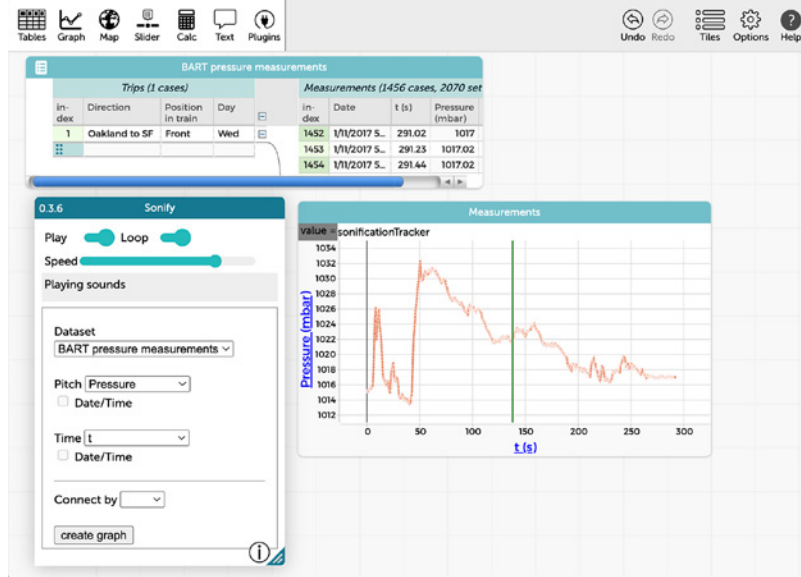 Tables Graph Map Slider Calc Text Plugins Undo Redo Tiles Options Help
BART pressure measurements
Trips (1 cases) Measurements (1456 cases, 2070 set
in-dex Direction Position in train Day in-dex Date t (s) Pressure (mbar)
1 Oakland to SF Front Wed 1452 1/11/2017 5... 291.02 1017
1453 1/11/2017 5... 291.23 1017.02
1454 1/11/2017 5... 291.44 1017.02
0.3.6 Sonify
Play Loop
Speed
Playing sounds
Dataset
BART pressure measurements
Pitch Pressure
Date/Time
Time t
Date/Time
Connect by
create graph
Measurements
value = sonificationTracker
Pressure (mbar)
1034
1032
1030
1028
1026
1024
1022
1020
1018
1016
1014
1012
0 50 100 150 200 250 300
t (s)